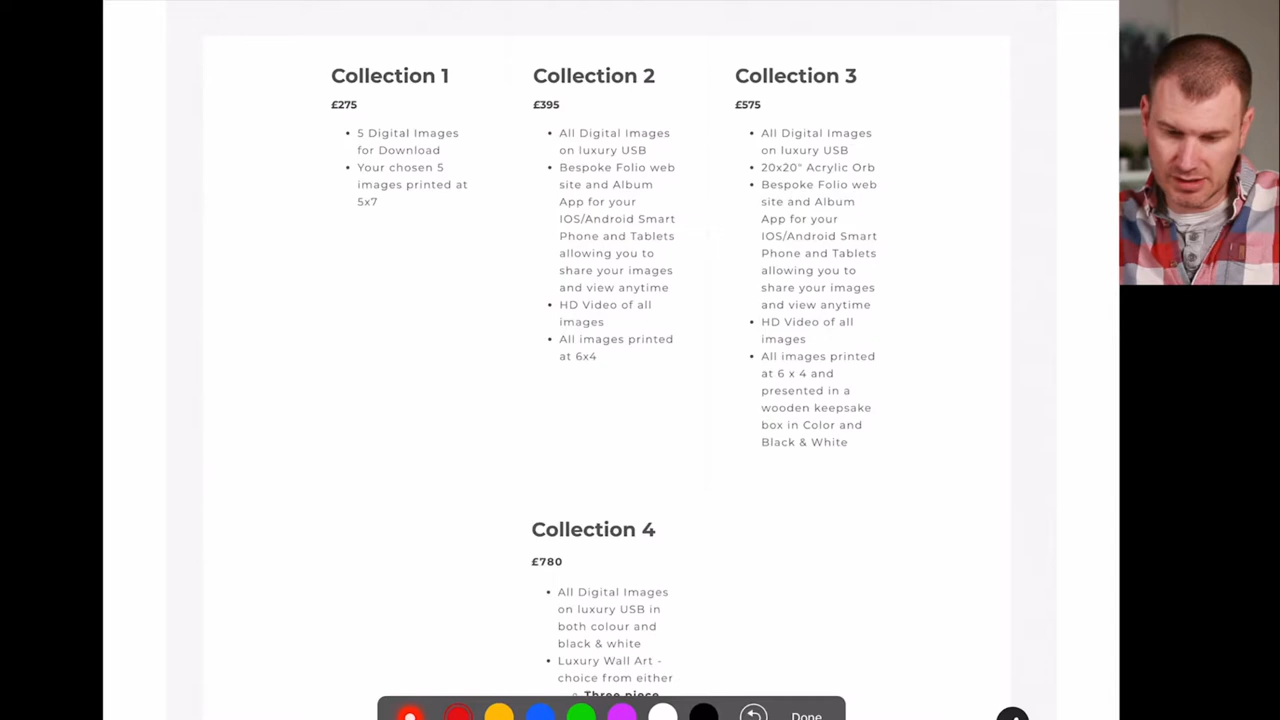 Collection 1
£275
• 5 Digital Images
for Download
• Your chosen 5
images printed at
5x7
Collection 2
£395
• All Digital Images
on luxury USB
• Bespoke Folio web
site and Album
App for your
IOS/Android Smart
Phone and Tablets
allowing you to
share your images
and view anytime
• HD Video of all
images
• All images printed
at 6x4
Collection 3
£575
• All Digital Images
on luxury USB
• 20x20" Acrylic Orb
• Bespoke Folio web
site and Album
App for your
IOS/Android Smart
Phone and Tablets
allowing you to
share your images
and view anytime
• HD Video of all
images
• All images printed
at 6 x 4 and
presented in a
wooden keepsake
box in Color and
Black & White
Collection 4
£780
• All Digital Images
on luxury USB in
both colour and
black & white
• Luxury Wall Art -
choice from either
Three piece
Done